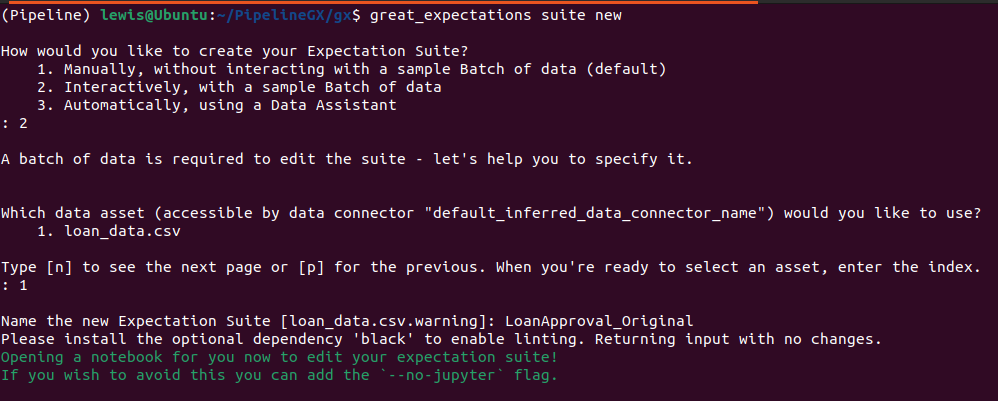 (Pipeline) lewis@Ubuntu:~/PipelineGX/gx$ great_expectations suite new
How would you like to create your Expectation Suite?
1. Manually, without interacting with a sample Batch of data (default)
2. Interactively, with a sample Batch of data
3. Automatically, using a Data Assistant
: 2
A batch of data is required to edit the suite - let's help you to specify it.
Which data asset (accessible by data connector "default_inferred_data_connector_name") would you like to use?
1. loan_data.csv
Type [n] to see the next page or [p] for the previous. When you're ready to select an asset, enter the index.
: 1
Name the new Expectation Suite [loan_data.csv.warning]: LoanApproval_Original
Please install the optional dependency 'black' to enable linting. Returning input with no changes.
Opening a notebook for you now to edit your expectation suite!
If you wish to avoid this you can add the `--no-jupyter` flag.